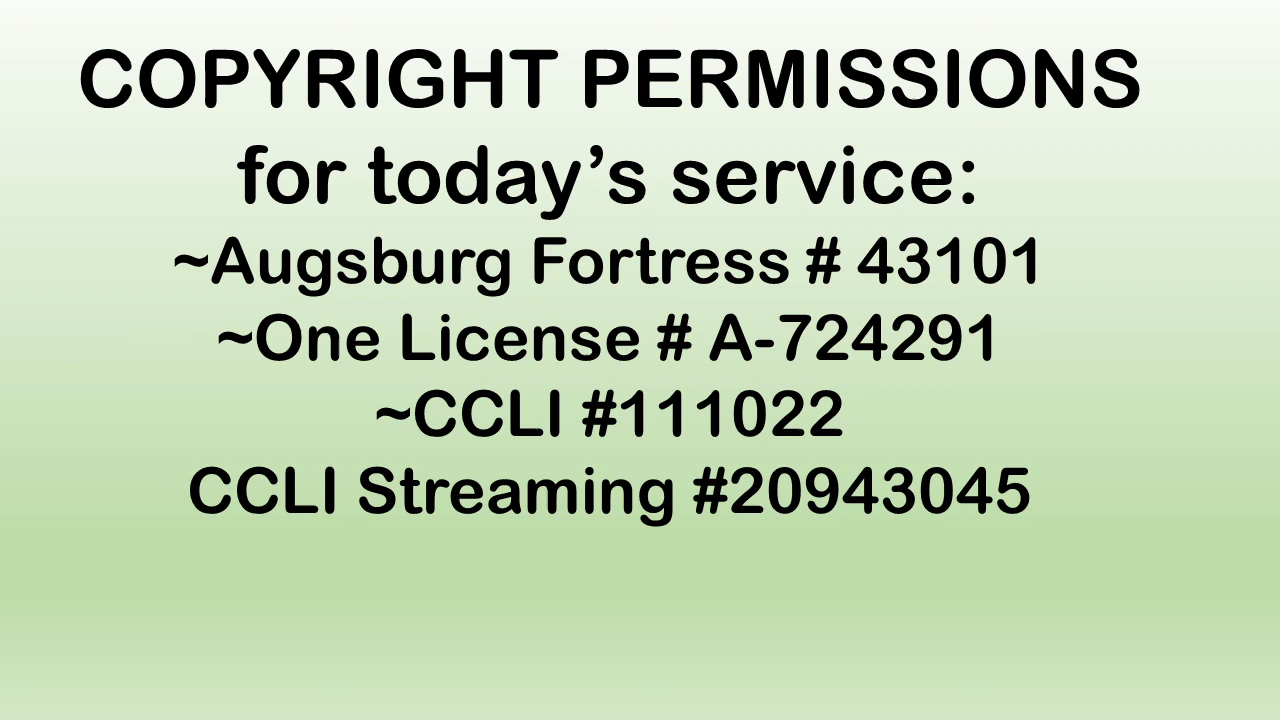 COPYRIGHT PERMISSIONS
for today’s service:
~Augsburg Fortress # 43101
~One License # A-724291
~CCLI #111022
CCLI Streaming #20943045